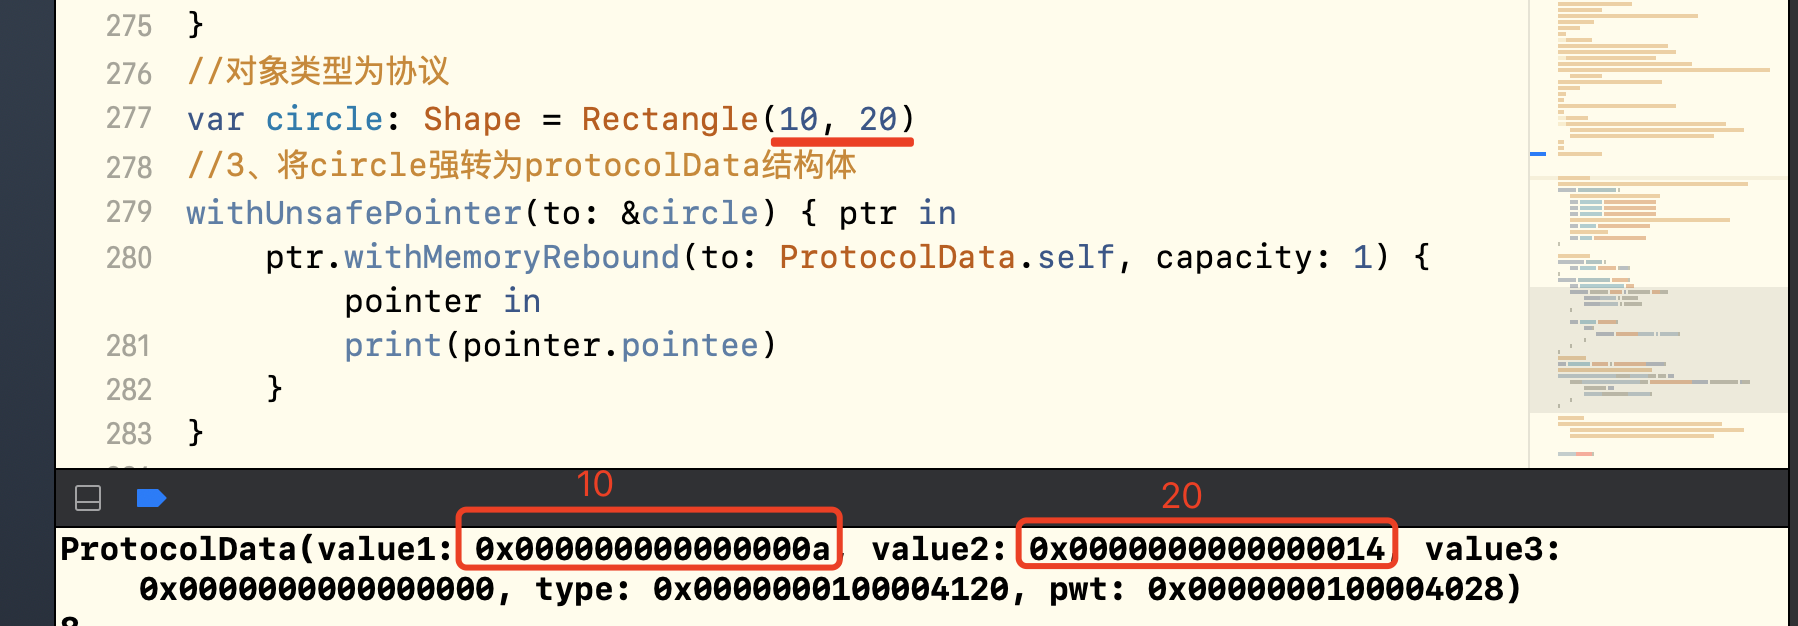 275 }
276 //对象类型为协议
277 var circle: Shape = Rectangle(10, 20)
278 //3、将circle强转为protocolData结构体
279 withUnsafePointer(to: &circle) { ptr in
280 ptr.withMemoryRebound(to: ProtocolData.self, capacity: 1) {
pointer in
281 print(pointer.pointee)
282 }
283 }
10
20
ProtocolData(value1: 0x000000000000000a, value2: 0x0000000000000014, value3:
0x0000000000000000, type: 0x0000000100004120, pwt: 0x0000000100004028)